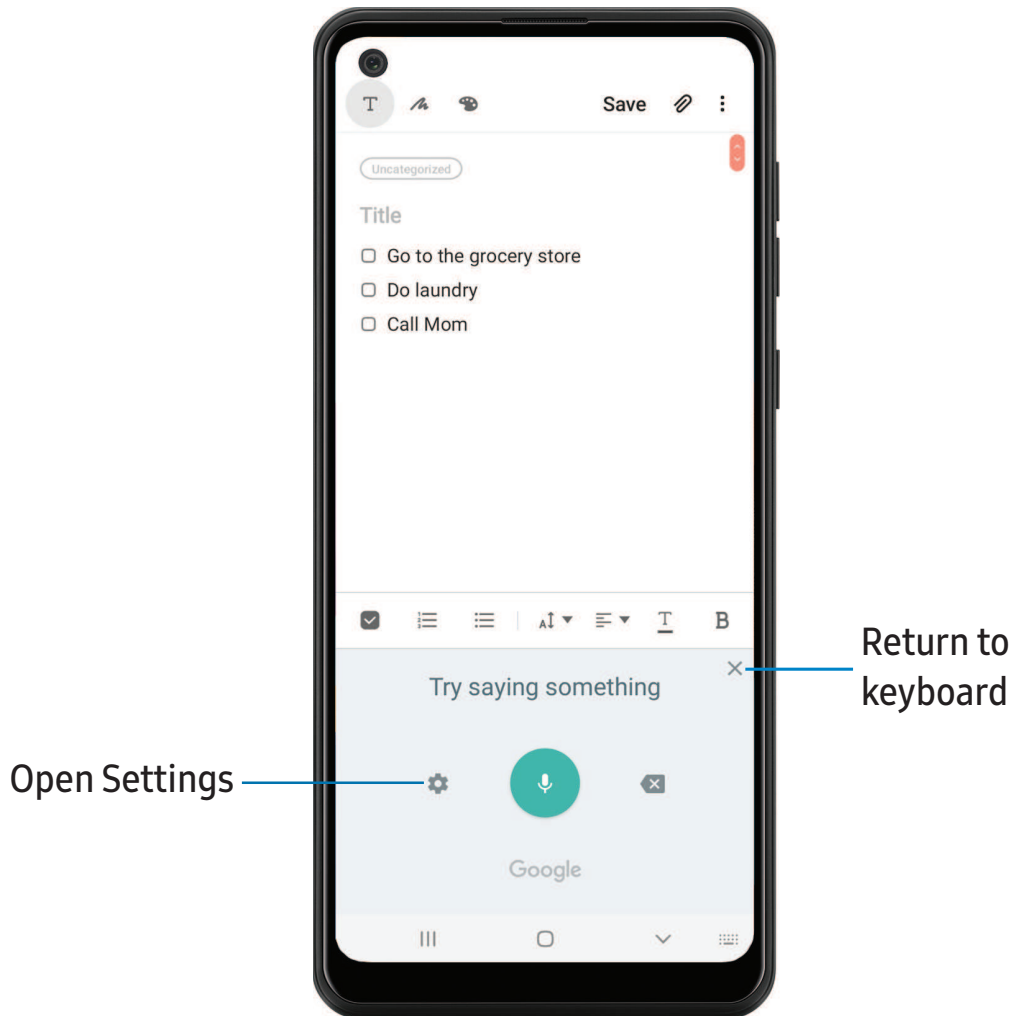 T
Save
Uncategorized
Title
Go to the grocery store
Do laundry
Call Mom
A T B
Return to
keyboard
Try saying something
Open Settings
Google